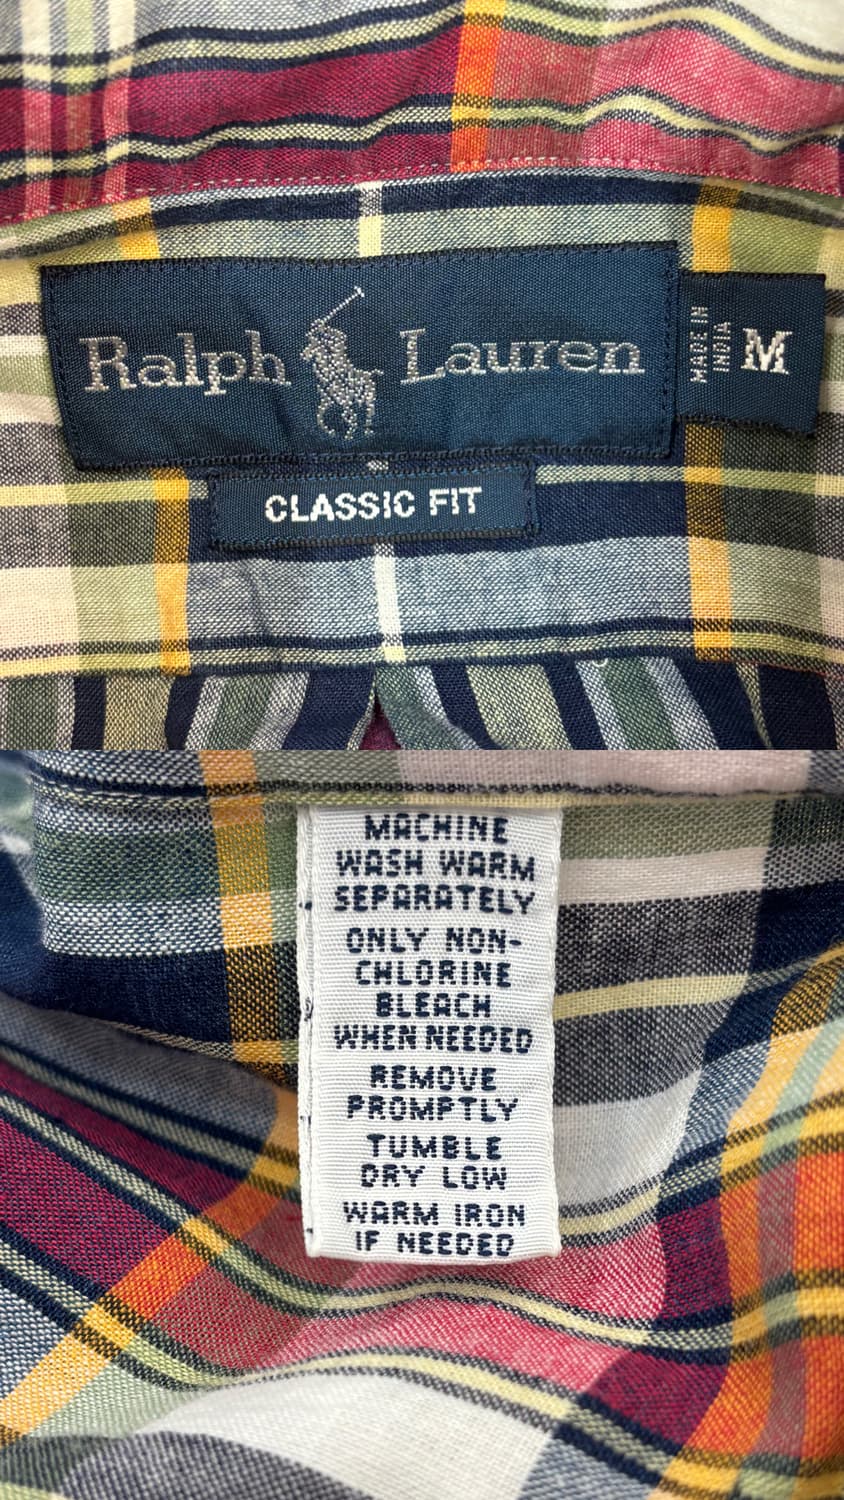 Ralph Lauren
MADE IN
INDIA
M
CLASSIC FIT
MACHINE
WASH WARM
SEPARATELY
ONLY NON-
CHLORINE
BLEACH
WHEN NEEDED
REMOVE
PROMPTLY
TUMBLE
DRY LOW
WARM IRON
IF NEEDED